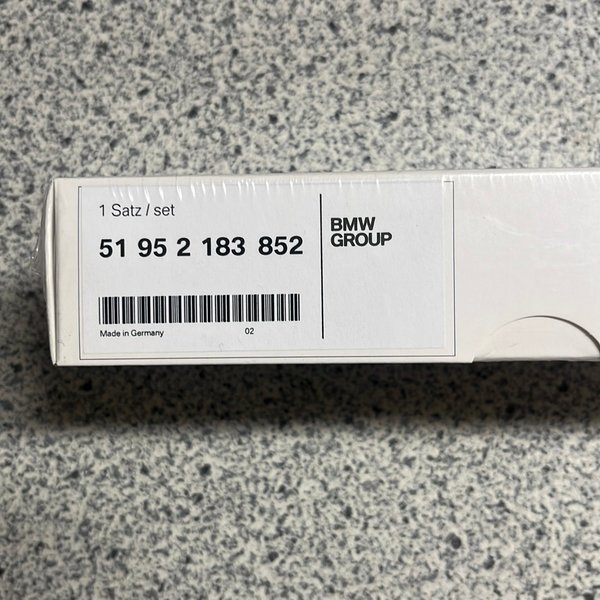 1 Satz / set
51 95 2 183 852
Made in Germany 02
BMW
GROUP